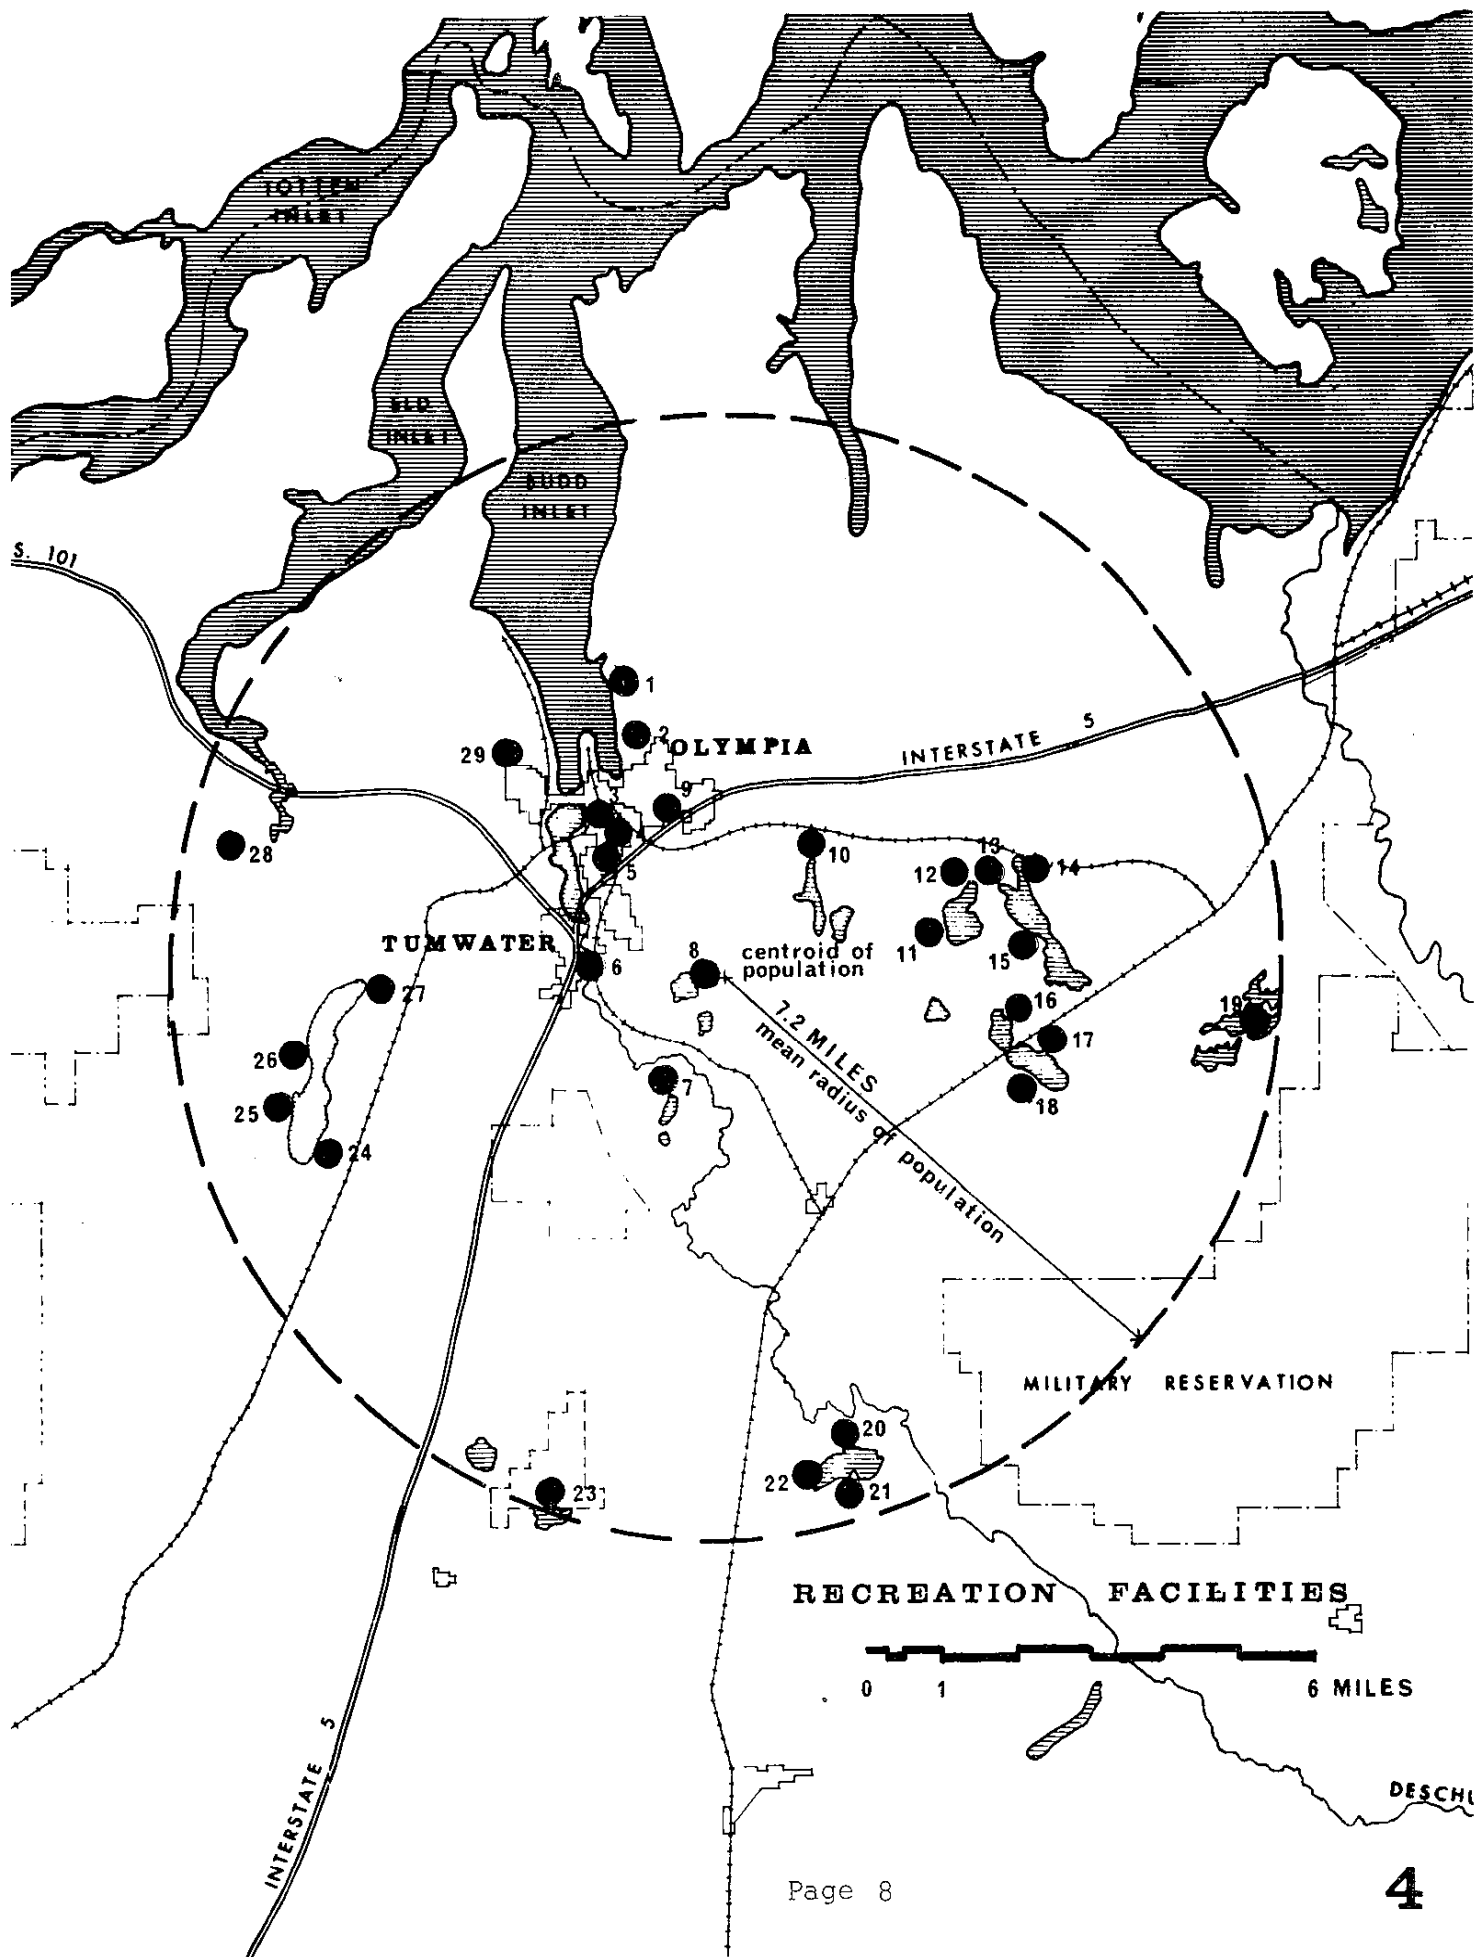 TOTTEN
INLET
ELD
INLET
BUDD
INLET
S. 101
1
2
OLYMPIA
29
INTERSTATE 5
9
3
5
10
12
13
14
28
11
15
TUMWATER
6
8
centroid of
population
27
16
19
7.2 MILES
mean radius of population
17
26
7
18
25
24
MILITARY RESERVATION
20
22
21
23
RECREATION FACILITIES
0 1 6 MILES
INTERSTATE 5
DESCHU
Page 8
4